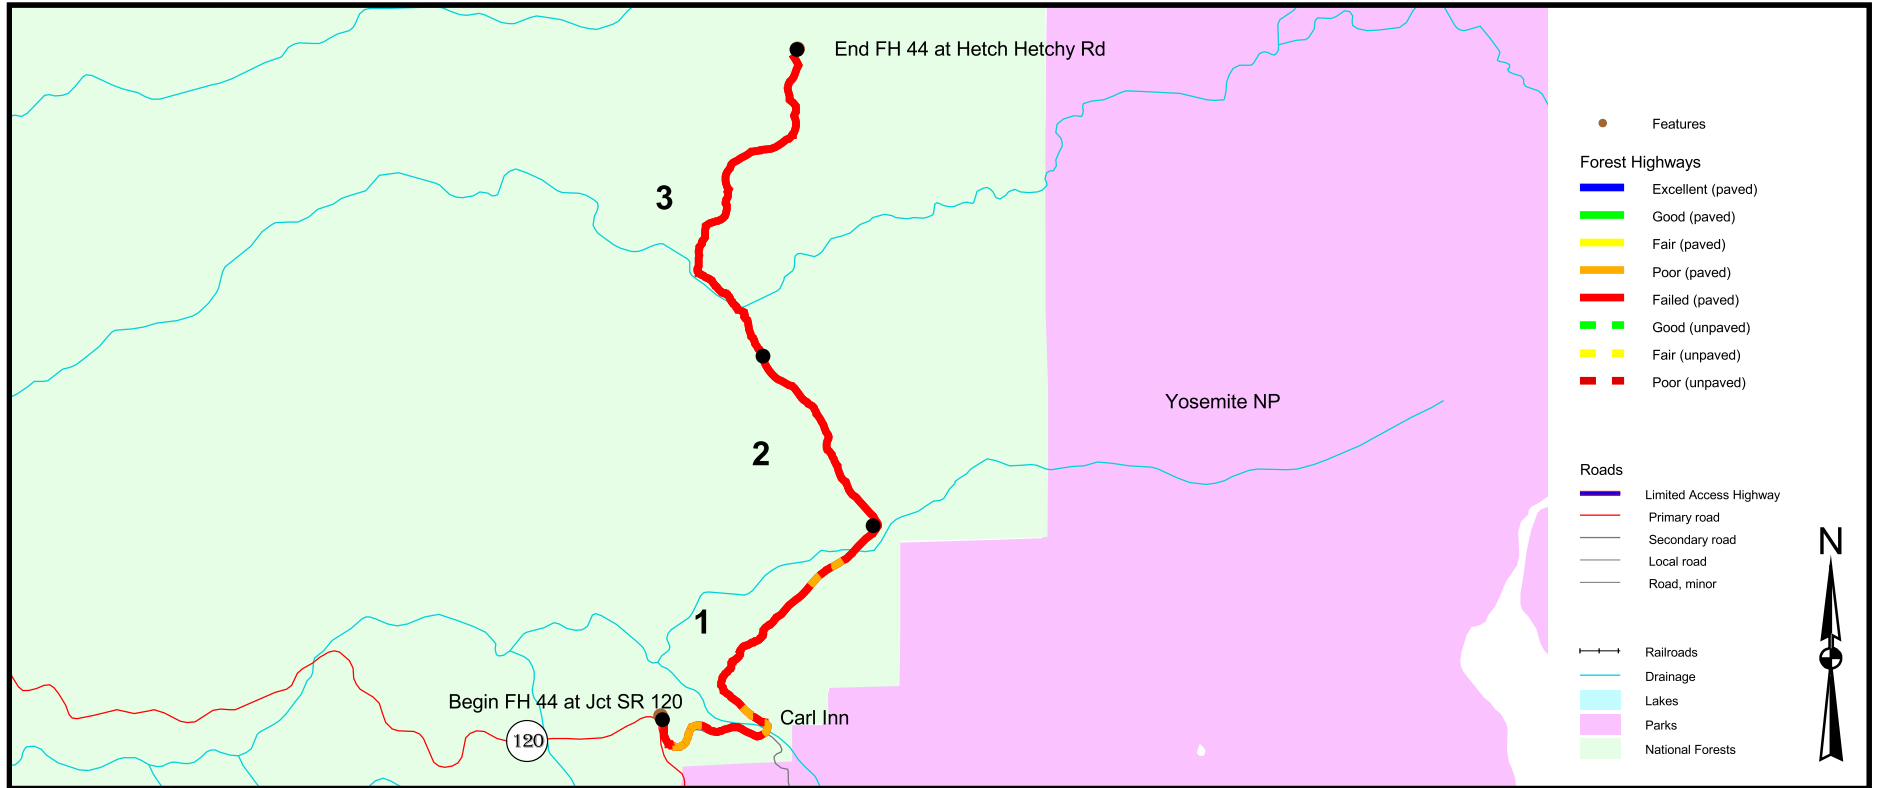 End FH 44 at Hetch Hetchy Rd
3
2
Yosemite NP
1
Begin FH 44 at Jct SR 120
Carl Inn
120
Features
Forest Highways
Excellent (paved)
Good (paved)
Fair (paved)
Poor (paved)
Failed (paved)
Good (unpaved)
Fair (unpaved)
Poor (unpaved)
Roads
Limited Access Highway
Primary road
Secondary road
Local road
Road, minor
Railroads
Drainage
Lakes
Parks
National Forests
N